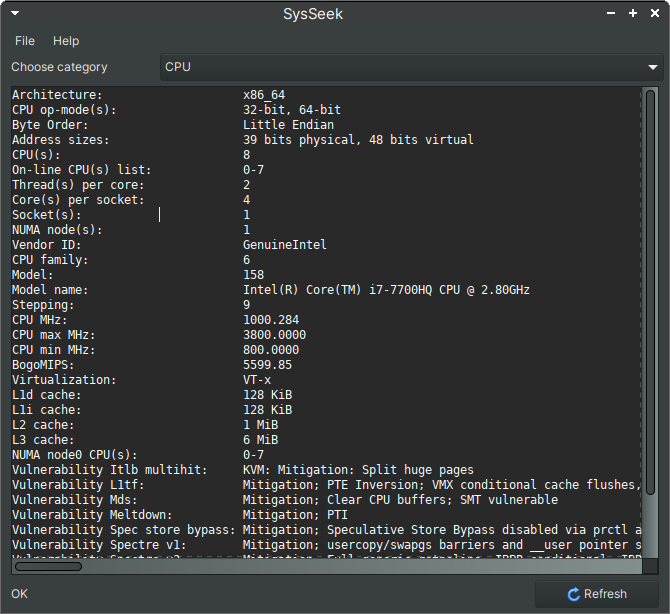 SysSeek
File Help
Choose category CPU
Architecture: x86_64
CPU op-mode(s): 32-bit, 64-bit
Byte Order: Little Endian
Address sizes: 39 bits physical, 48 bits virtual
CPU(s): 8
On-line CPU(s) list: 0-7
Thread(s) per core: 2
Core(s) per socket: 4
Socket(s): 1
NUMA node(s): 1
Vendor ID: GenuineIntel
CPU family: 6
Model: 158
Model name: Intel(R) Core(TM) i7-7700HQ CPU @ 2.80GHz
Stepping: 9
CPU MHz: 1000.284
CPU max MHz: 3800.0000
CPU min MHz: 800.0000
BogoMIPS: 5599.85
Virtualization: VT-x
L1d cache: 128 KiB
L1i cache: 128 KiB
L2 cache: 1 MiB
L3 cache: 6 MiB
NUMA node0 CPU(s): 0-7
Vulnerability Itlb multihit: KVM: Mitigation: Split huge pages
Vulnerability L1tf: Mitigation; PTE Inversion; VMX conditional cache flushes,
Vulnerability Mds: Mitigation; Clear CPU buffers; SMT vulnerable
Vulnerability Meltdown: Mitigation; PTI
Vulnerability Spec store bypass: Mitigation; Speculative Store Bypass disabled via prctl a
Vulnerability Spectre v1: Mitigation; usercopy/swapgs barriers and __user pointer s
OK Refresh